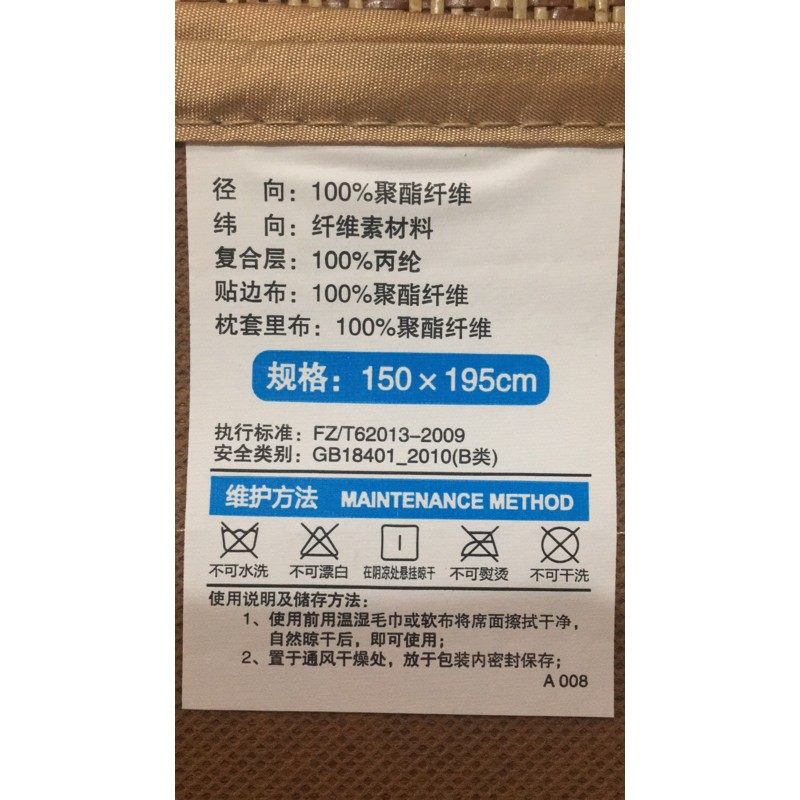 径 向：100%聚酯纤维
纬 向：纤维素材料
复合层：100%丙纶
贴边布：100%聚酯纤维
枕套里布：100%聚酯纤维
规格：150×195cm
执行标准：FZ/T62013-2009
安全类别：GB18401_2010(B类)
维护方法 MAINTENANCE METHOD
不可水洗 不可漂白 在阴凉处悬挂晾干 不可熨烫 不可干洗
使用说明及储存方法：
1、使用前用温湿毛巾或软布将席面擦拭干净，
自然晾干后，即可使用；
2、置于通风干燥处，放于包装内密封保存；
A 008